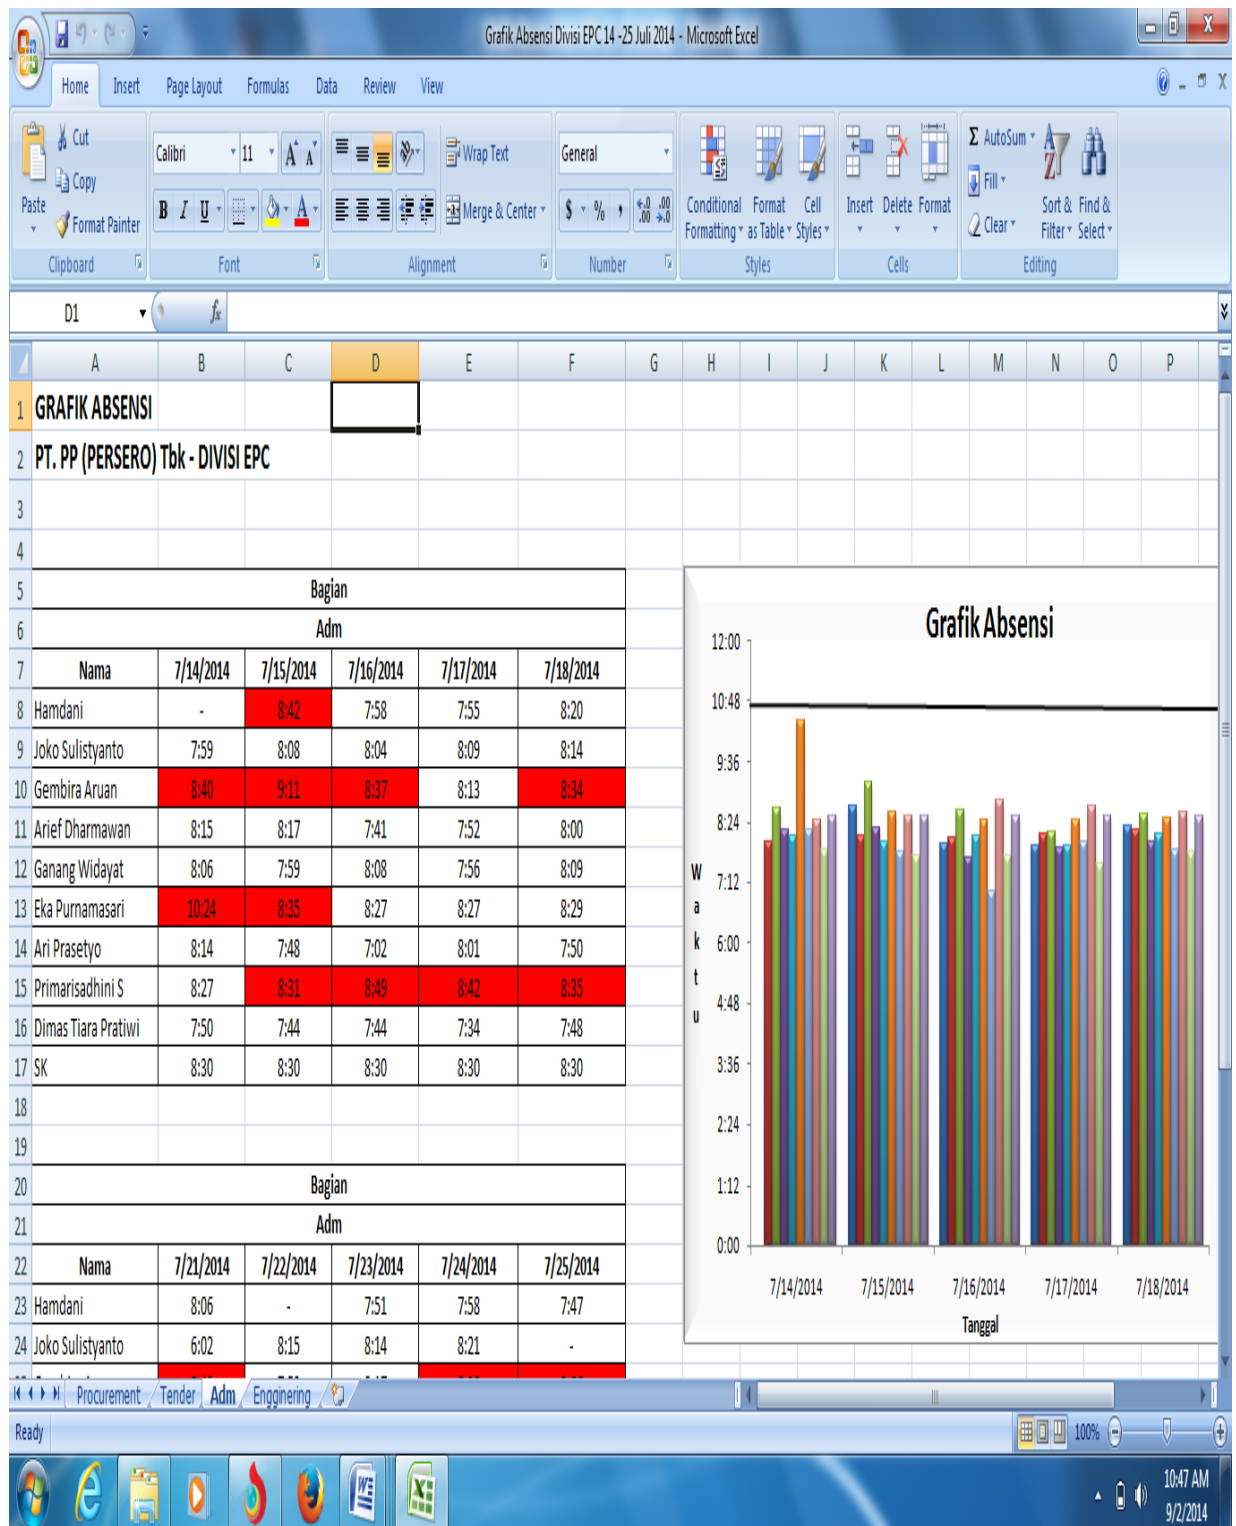 Grafik Absensi Divisi EPC 14 -25 Juli 2014 - Microsoft Excel
Home Insert Page Layout Formulas Data Review View
Paste Cut Copy Format Painter
Calibri 11 A A Wrap Text General
B I U A Merge & Center $ % , .0 .00 .00 .0
Conditional Formatting Format as Table Cell Styles Insert Delete Format
Σ AutoSum Fill Clear Sort & Filter Find & Select
Clipboard Font Alignment Number Styles Cells Editing
D1 fx
A B C D E F G H I J K L M N O P
1 GRAFIK ABSENSI
2 PT. PP (PERSERO) Tbk - DIVISI EPC
3
4
5 Bagian
6 Adm
7 Nama 7/14/2014 7/15/2014 7/16/2014 7/17/2014 7/18/2014
8 Hamdani - 8:42 7:58 7:55 8:20
9 Joko Sulistyanto 7:59 8:08 8:04 8:09 8:14
10 Gembira Aruan 8:40 9:11 8:37 8:13 8:34
11 Arief Dharmawan 8:15 8:17 7:41 7:52 8:00
12 Ganang Widayat 8:06 7:59 8:08 7:56 8:09
13 Eka Purnamasari 10:24 8:35 8:27 8:27 8:29
14 Ari Prasetyo 8:14 7:48 7:02 8:01 7:50
15 Primarisadhini S 8:27 8:31 8:49 8:42 8:35
16 Dimas Tiara Pratiwi 7:50 7:44 7:44 7:34 7:48
17 SK 8:30 8:30 8:30 8:30 8:30
18
19
20 Bagian
21 Adm
22 Nama 7/21/2014 7/22/2014 7/23/2014 7/24/2014 7/25/2014
23 Hamdani 8:06 - 7:51 7:58 7:47
24 Joko Sulistyanto 6:02 8:15 8:14 8:21 -
Grafik Absensi
12:00
10:48
9:36
8:24
7:12
6:00
4:48
3:36
2:24
1:12
0:00
Waktu
7/14/2014 7/15/2014 7/16/2014 7/17/2014 7/18/2014
Tanggal
Procurement Tender Adm Engginering
Ready 100%
10:47 AM
9/2/2014